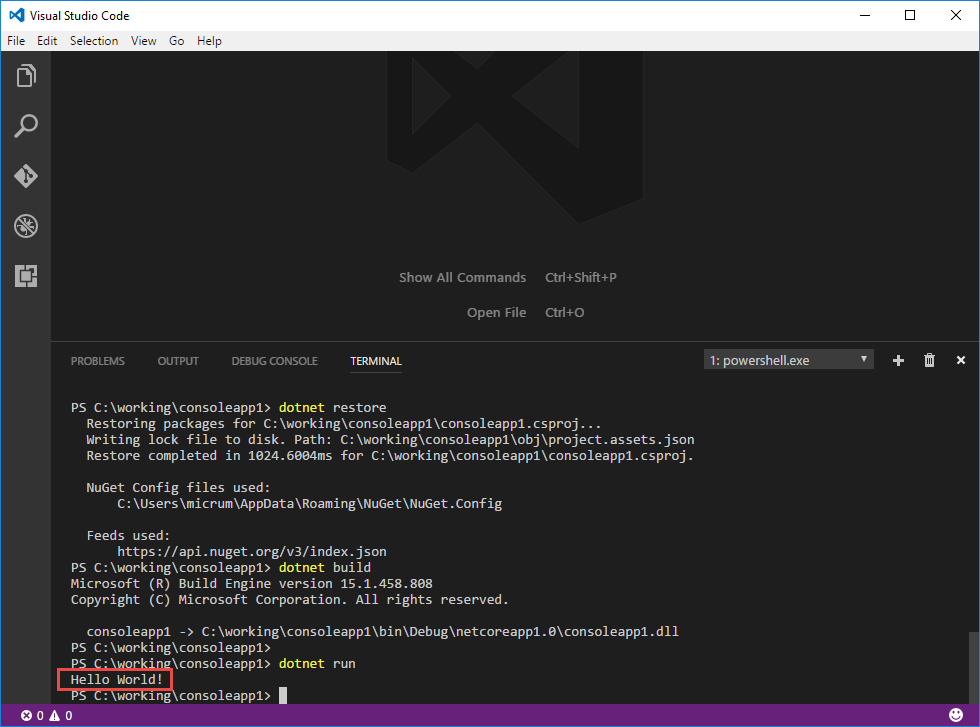 Visual Studio Code
File Edit Selection View Go Help
Show All Commands Ctrl+Shift+P
Open File Ctrl+O
PROBLEMS OUTPUT DEBUG CONSOLE TERMINAL 1: powershell.exe
PS C:\working\consoleapp1> dotnet restore
  Restoring packages for C:\working\consoleapp1\consoleapp1.csproj...
  Writing lock file to disk. Path: C:\working\consoleapp1\obj\project.assets.json
  Restore completed in 1024.6004ms for C:\working\consoleapp1\consoleapp1.csproj.
  NuGet Config files used:
      C:\Users\micrum\AppData\Roaming\NuGet\NuGet.Config
  Feeds used:
      https://api.nuget.org/v3/index.json
PS C:\working\consoleapp1> dotnet build
Microsoft (R) Build Engine version 15.1.458.808
Copyright (C) Microsoft Corporation. All rights reserved.
  consoleapp1 -> C:\working\consoleapp1\bin\Debug\netcoreapp1.0\consoleapp1.dll
PS C:\working\consoleapp1>
PS C:\working\consoleapp1> dotnet run
Hello World!
PS C:\working\consoleapp1>
0 0